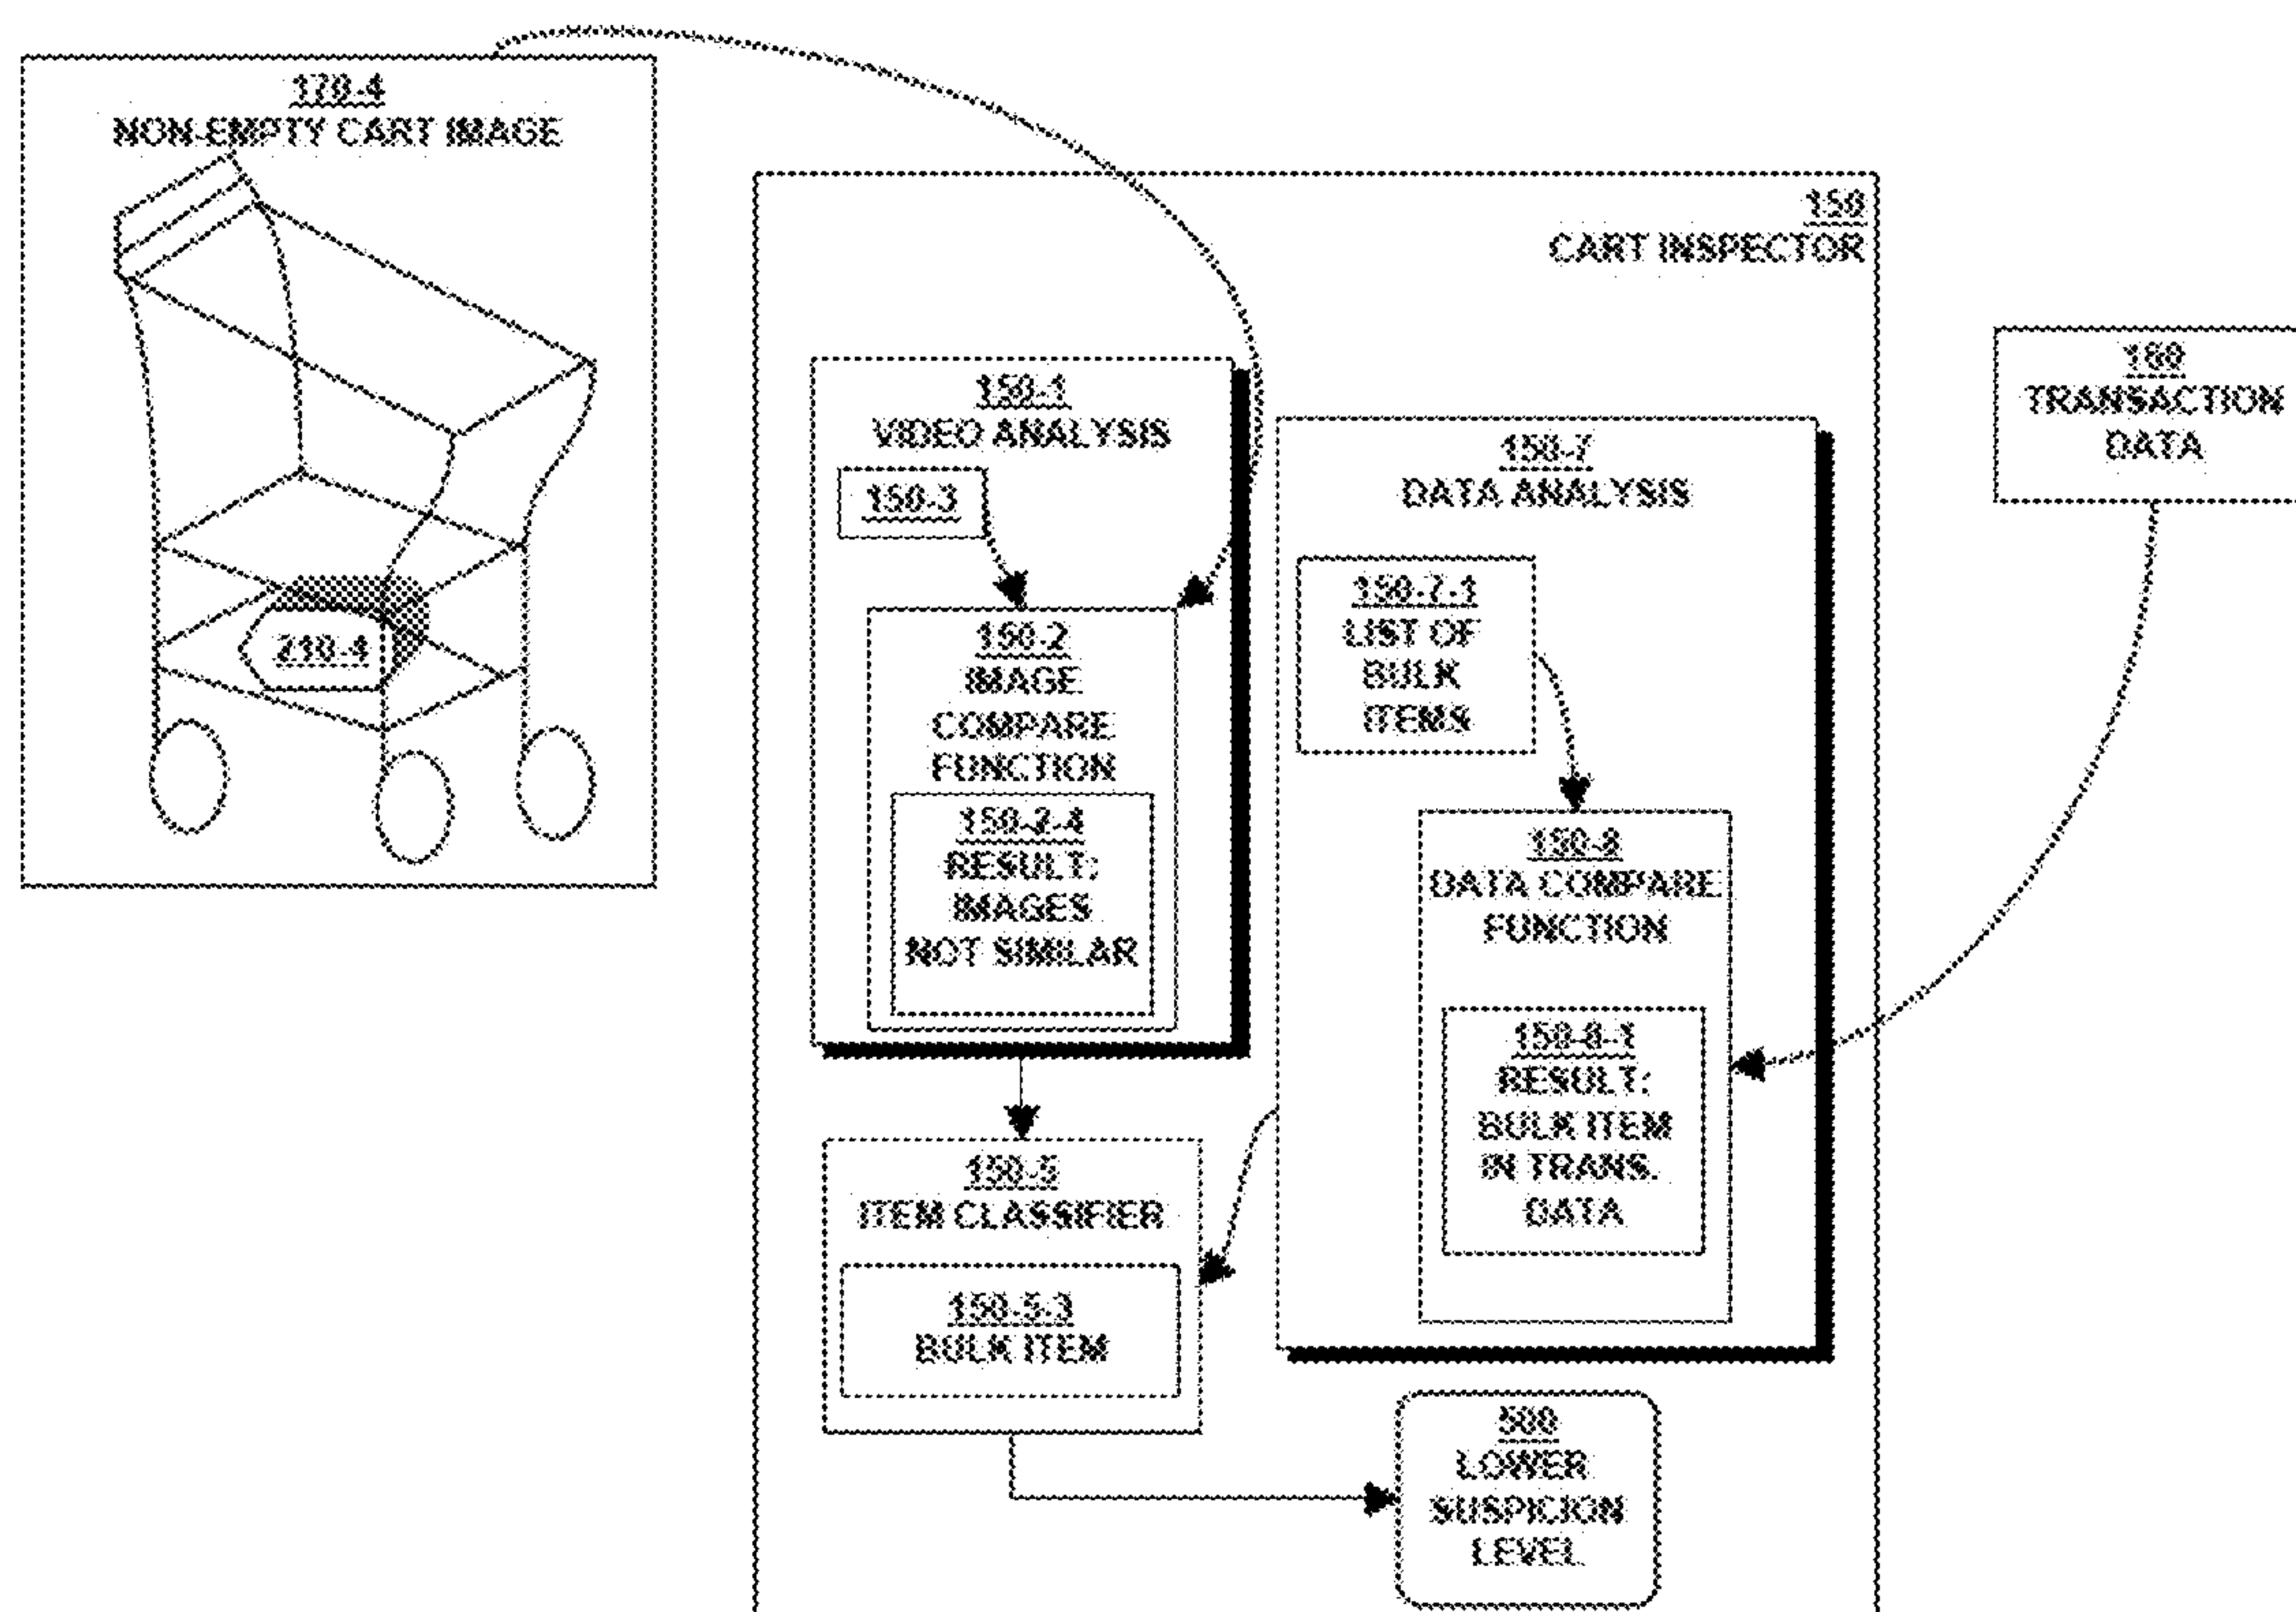 170-4
NON-EMPTY CART IMAGE
210-4
150
CART INSPECTOR
150-1
VIDEO ANALYSIS
150-3
150-2
IMAGE
COMPARE
FUNCTION
150-2-4
RESULT:
IMAGES
NOT SIMILAR
150-5
ITEM CLASSIFIER
150-5-3
BULK ITEM
150-7
DATA ANALYSIS
150-7-1
LIST OF
BULK
ITEMS
150-8
DATA COMPARE
FUNCTION
150-8-1
RESULT:
BULK ITEM
IN TRANS.
DATA
500
LOWER
SUSPICION
LEVEL
160
TRANSACTION
DATA